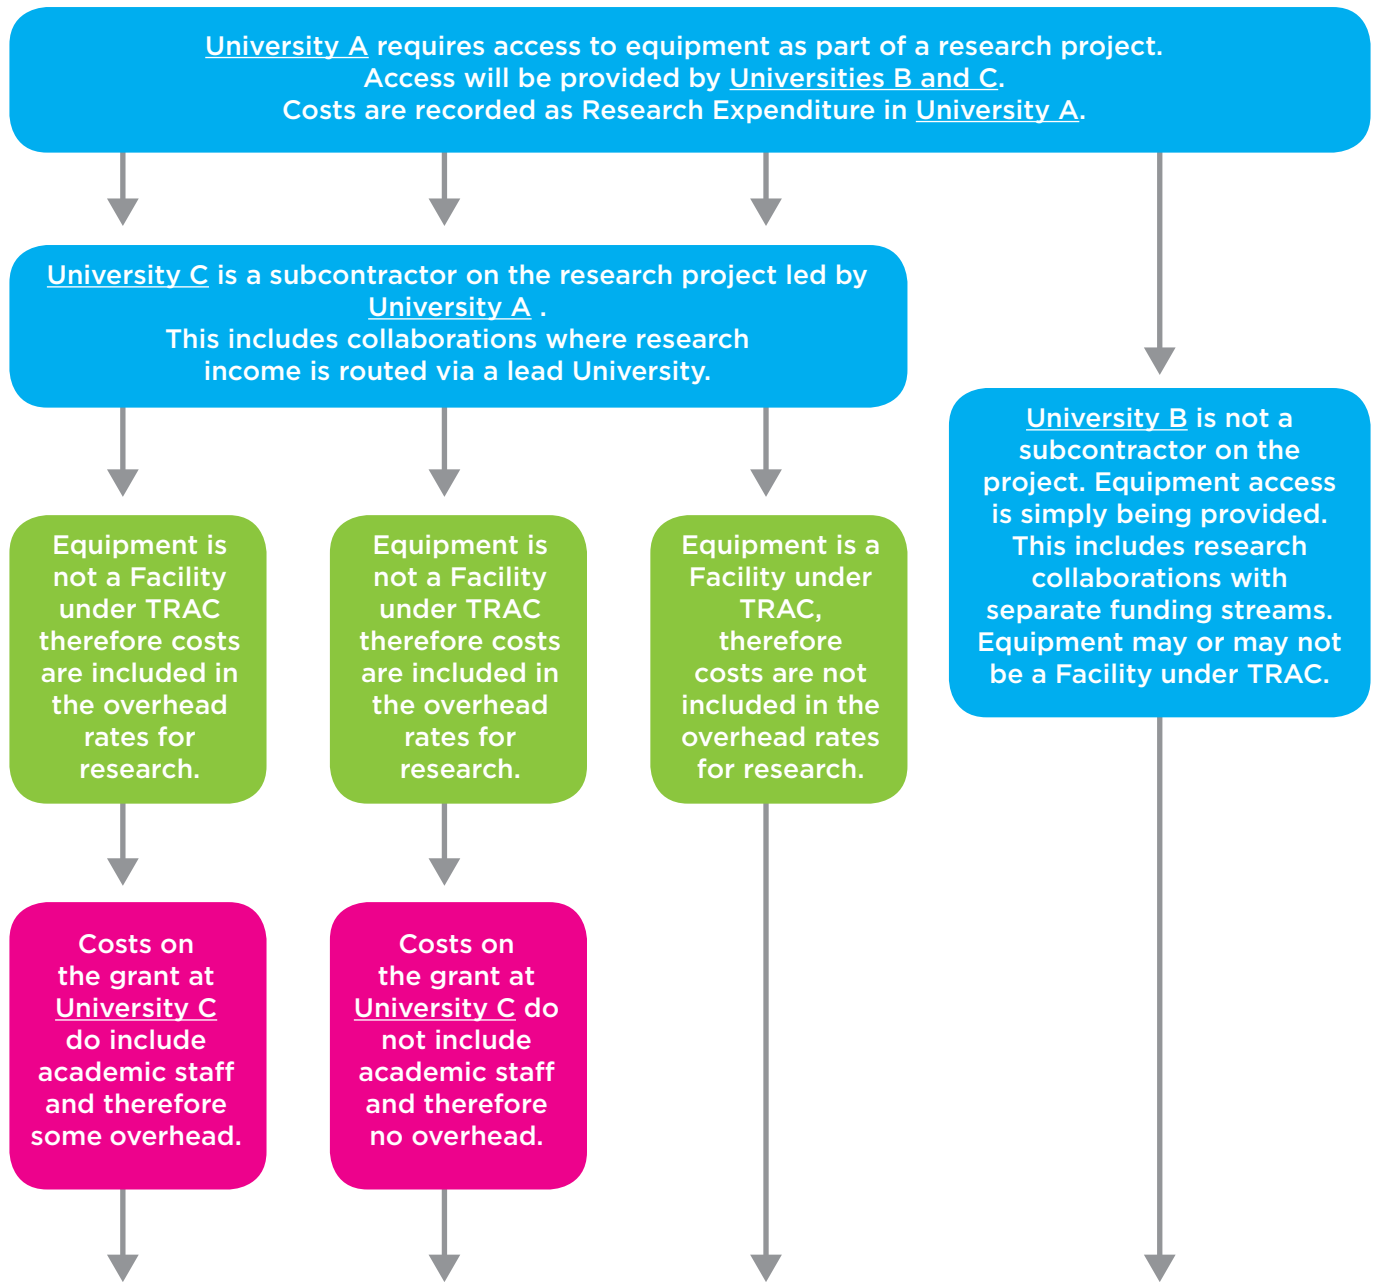 University A requires access to equipment as part of a research project.
Access will be provided by Universities B and C.
Costs are recorded as Research Expenditure in University A.
University C is a subcontractor on the research project led by
University A .
This includes collaborations where research
income is routed via a lead University.
University B is not a
subcontractor on the
project. Equipment access
is simply being provided.
This includes research
collaborations with
separate funding streams.
Equipment may or may not
be a Facility under TRAC.
Equipment is
not a Facility
under TRAC
therefore costs
are included in
the overhead
rates for
research.
Equipment is
not a Facility
under TRAC
therefore costs
are included in
the overhead
rates for
research.
Equipment is a
Facility under
TRAC,
therefore
costs are not
included in the
overhead rates
for research.
Costs on
the grant at
University C
do include
academic staff
and therefore
some overhead.
Costs on
the grant at
University C do
not include
academic staff
and therefore
no overhead.